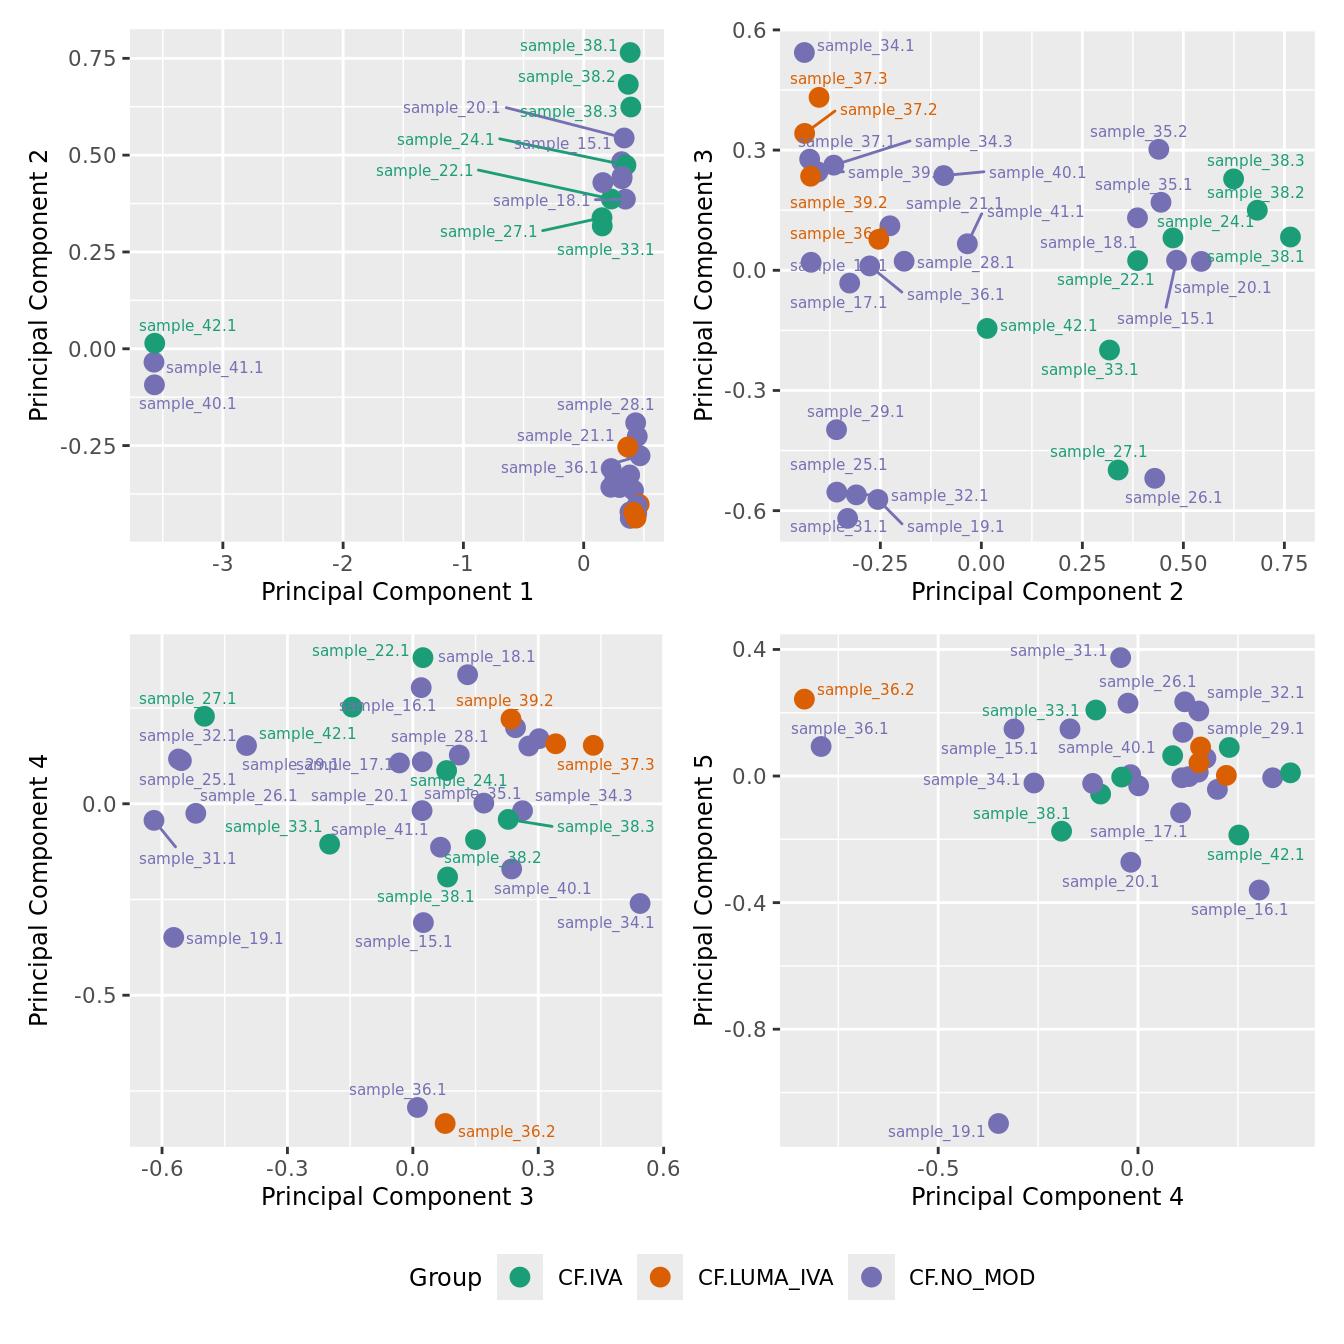 sample_38.1
0.75
sample_38.2
sample_20.1
sample_38.3
sample_24.1
sample_15.1
0.50
sample_22.1
sample_18.1
sample_27.1
sample_33.1
0.25
sample_42.1
0.00
sample_41.1
sample_40.1
sample_28.1
sample_21.1
-0.25
sample_36.1
-3
-2
-1
0
Principal Component 1
Principal Component 2
0.6
sample_34.1
sample_37.3
sample_37.2
sample_35.2
sample_37.1
sample_34.3
0.3
sample_38.3
sample_40.1
sample_35.1
sample_38.2
sample_39.2
sample_21.1
sample_41.1
sample_24.1
sample_18.1
sample_38.1
0.0
sample_28.1
sample_22.1
sample_20.1
sample_36.1
sample_17.1
sample_15.1
sample_42.1
sample_33.1
-0.3
sample_29.1
sample_27.1
sample_25.1
sample_32.1
sample_26.1
-0.6
sample_31.1
sample_19.1
-0.25
0.00
0.25
0.50
0.75
Principal Component 2
Principal Component 3
sample_22.1
sample_18.1
sample_27.1
sample_39.2
sample_16.1
sample_32.1
sample_42.1
sample_28.1
sample_29.1
sample_17.1
sample_37.3
sample_25.1
sample_24.1
sample_26.1
sample_20.1
sample_35.1
sample_34.3
0.0
sample_33.1
sample_41.1
sample_38.3
sample_31.1
sample_38.2
sample_40.1
sample_38.1
sample_34.1
sample_19.1
sample_15.1
-0.5
sample_36.1
sample_36.2
-0.6
-0.3
0.0
0.3
0.6
Principal Component 3
Principal Component 4
0.4
sample_31.1
sample_26.1
sample_36.2
sample_32.1
sample_33.1
sample_36.1
sample_29.1
sample_15.1
sample_40.1
0.0
sample_34.1
sample_38.1
sample_17.1
sample_42.1
sample_20.1
-0.4
sample_16.1
-0.8
sample_19.1
-0.5
0.0
Principal Component 4
Principal Component 5
Group CF.IVA CF.LUMA_IVA CF.NO_MOD